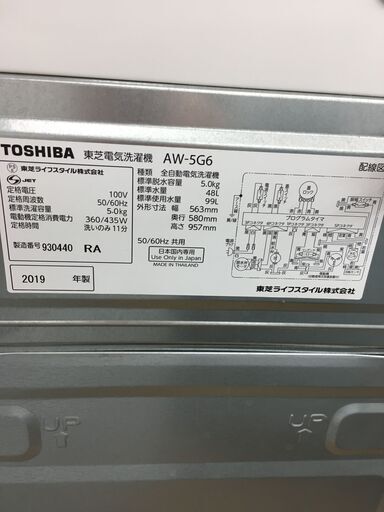 TOSHIBA 東芝電気洗濯機 AW-5G6
東芝ライフスタイル株式会社
JET
定格電圧 100V
定格周波数 50/60Hz
標準洗濯容量 5.0kg
電動機定格消費電力 360/435W
定格時間 洗いのみ 11分
製造番号 930440 RA
2019 年製
種類 全自動電気洗濯機
標準脱水容量 5.0kg
標準水量 48L
標準使用水量 99L
外形寸法 幅 563mm
奥行 580mm
高さ 957mm
50/60Hz 共用
日本国内専用
Use Only in Japan
MADE IN THAILAND
配線図
プログラムタイマ
東芝ライフスタイル株式会社
UP
UP